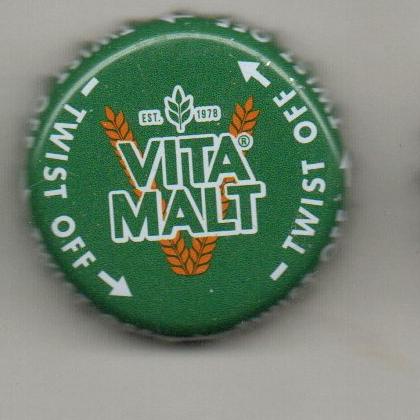 EST. 1978
VITA®
MALT
TWIST OFF
TWIST OFF